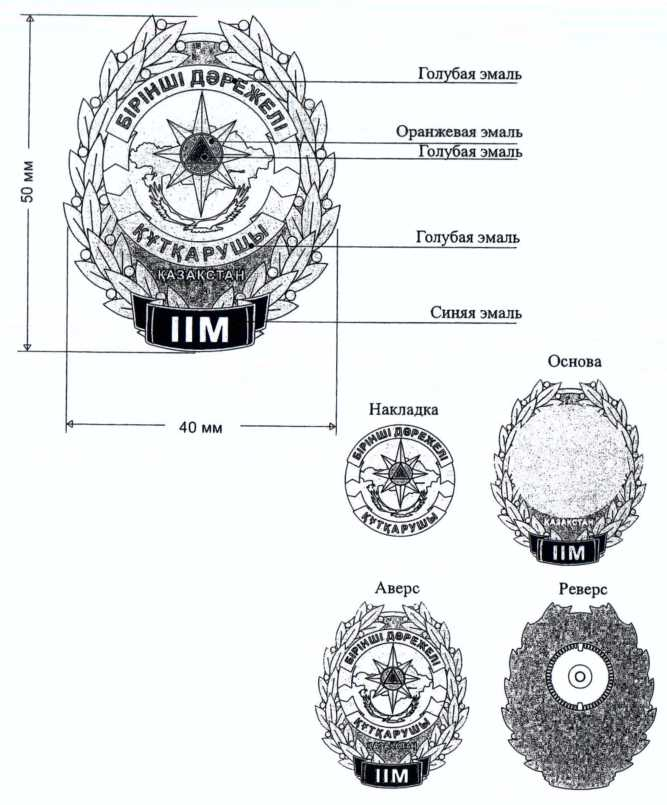 БІРІНШІ ДӘРЕЖЕЛІ
ҚҰТҚАРУШЫ
ҚАЗАҚСТАН
ІІМ
50 мм
40 мм
Голубая эмаль
Оранжевая эмаль
Голубая эмаль
Голубая эмаль
Синяя эмаль
Накладка
БІРІНШІ ДӘРЕЖЕЛІ
ҚҰТҚАРУШЫ
Основа
ҚАЗАҚСТАН
ІІМ
Аверс
БІРІНШІ ДӘРЕЖЕЛІ
ҚҰТҚАРУШЫ
ҚАЗАҚСТАН
ІІМ
Реверс